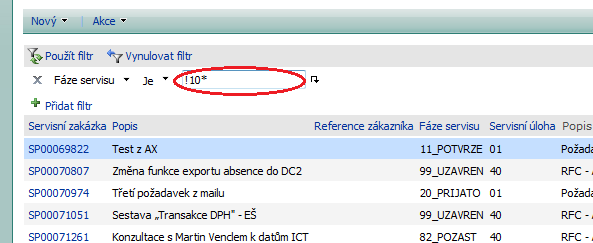 Nový Akce
Použít filtr Vynulovat filtr
Fáze servisu Je !10*
Přidat filtr
Servisní zakázka Popis Reference zákazníka Fáze servisu Servisní úloha Popis
SP00069822 Test z AX 11_POTVRZE 01 Požada
SP00070807 Změna funkce exportu absence do DC2 99_UZAVREN 40 RFC - A
SP00070974 Třetí požadavek z mailu 20_PRIJATO 01 Požada
SP00071051 Sestava „Transakce DPH" - EŠ 99_UZAVREN 40 RFC - A
SP00071261 Konzultace s Martin Venclem k datům ICT 82_POZAST 40 RFC - A